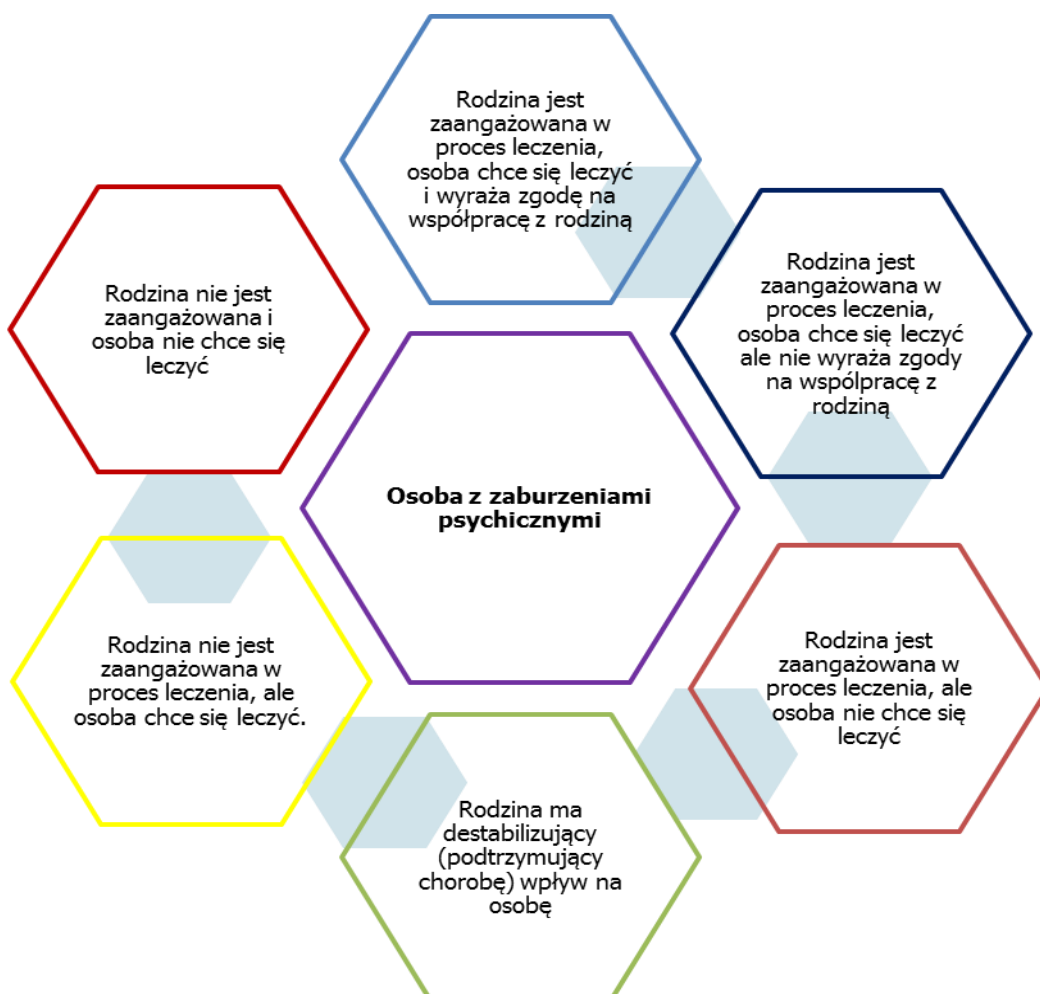 Rodzina jest
zaangażowana w
proces leczenia,
osoba chce się leczyć
i wyraża zgodę na
współpracę z rodziną
Rodzina jest
zaangażowana w
proces leczenia,
osoba chce się leczyć
ale nie wyraża zgody
na wspólpracę z
rodziną
Rodzina jest
zaangażowana w
proces leczenia, ale
osoba nie chce się
leczyć
Rodzina ma
destabilizujący
(podtrzymujący
chorobę) wpływ na
osobę
Rodzina nie jest
zaangażowana w
proces leczenia, ale
osoba chce się leczyć.
Rodzina nie jest
zaangażowana i
osoba nie chce się
leczyć
Osoba z zaburzeniami
psychicznymi